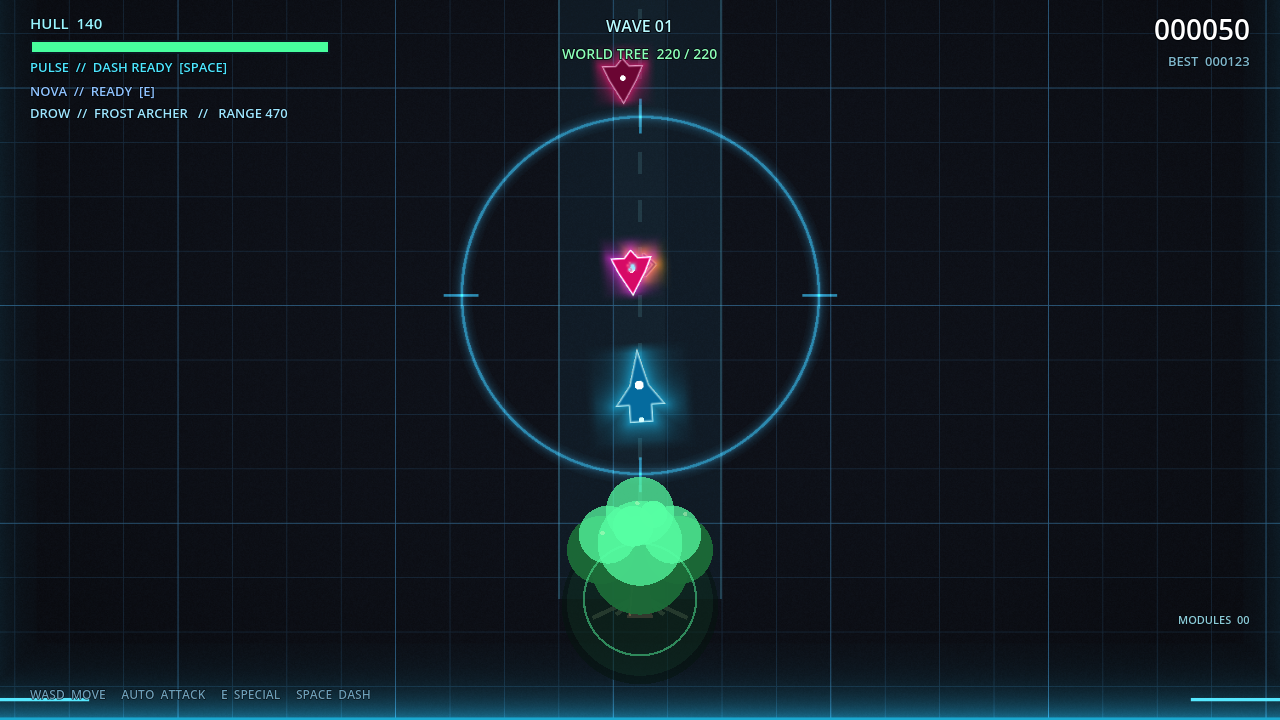 HULL 140
PULSE // DASH READY [SPACE]
NOVA // READY [E]
DROW // FROST ARCHER // RANGE 470
WAVE 01
WORLD TREE 220 / 220
000050
BEST 000123
MODULES 00
WASD MOVE AUTO ATTACK E SPECIAL SPACE DASH